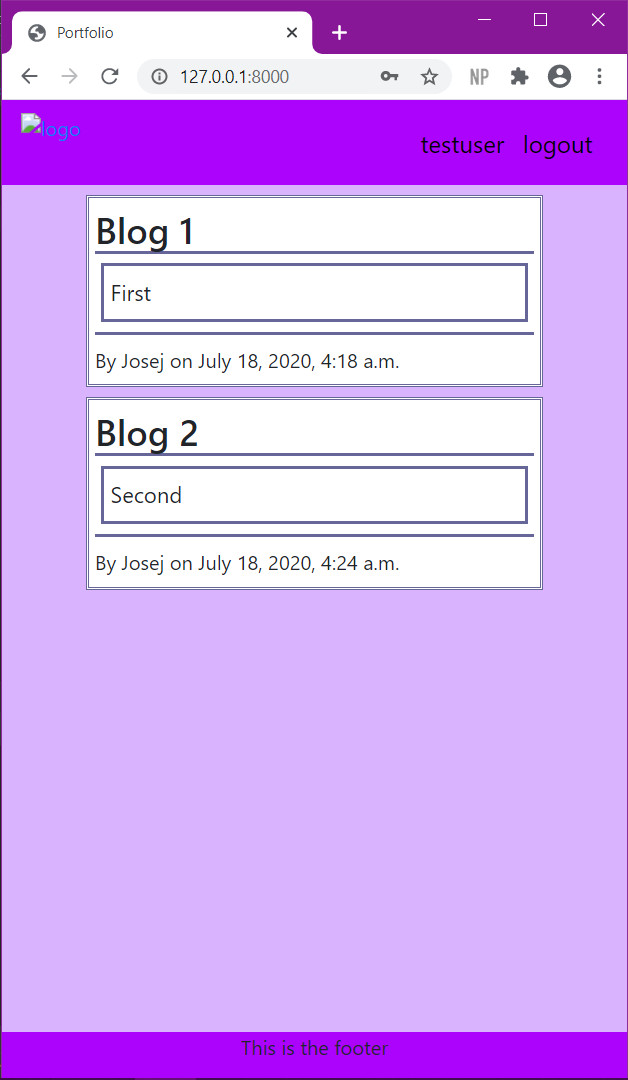 Portfolio
127.0.0.1:8000
NP
logo
testuser logout
Blog 1
First
By Josej on July 18, 2020, 4:18 a.m.
Blog 2
Second
By Josej on July 18, 2020, 4:24 a.m.
This is the footer